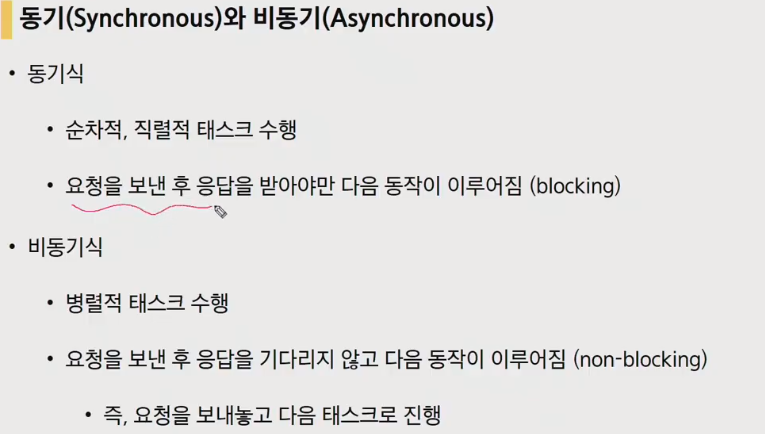 동기(Synchronous)와 비동기(Asynchronous)
• 동기식
• 순차적, 직렬적 태스크 수행
• 요청을 보낸 후 응답을 받아야만 다음 동작이 이루어짐 (blocking)
• 비동기식
• 병렬적 태스크 수행
• 요청을 보낸 후 응답을 기다리지 않고 다음 동작이 이루어짐 (non-blocking)
• 즉, 요청을 보내놓고 다음 태스크로 진행